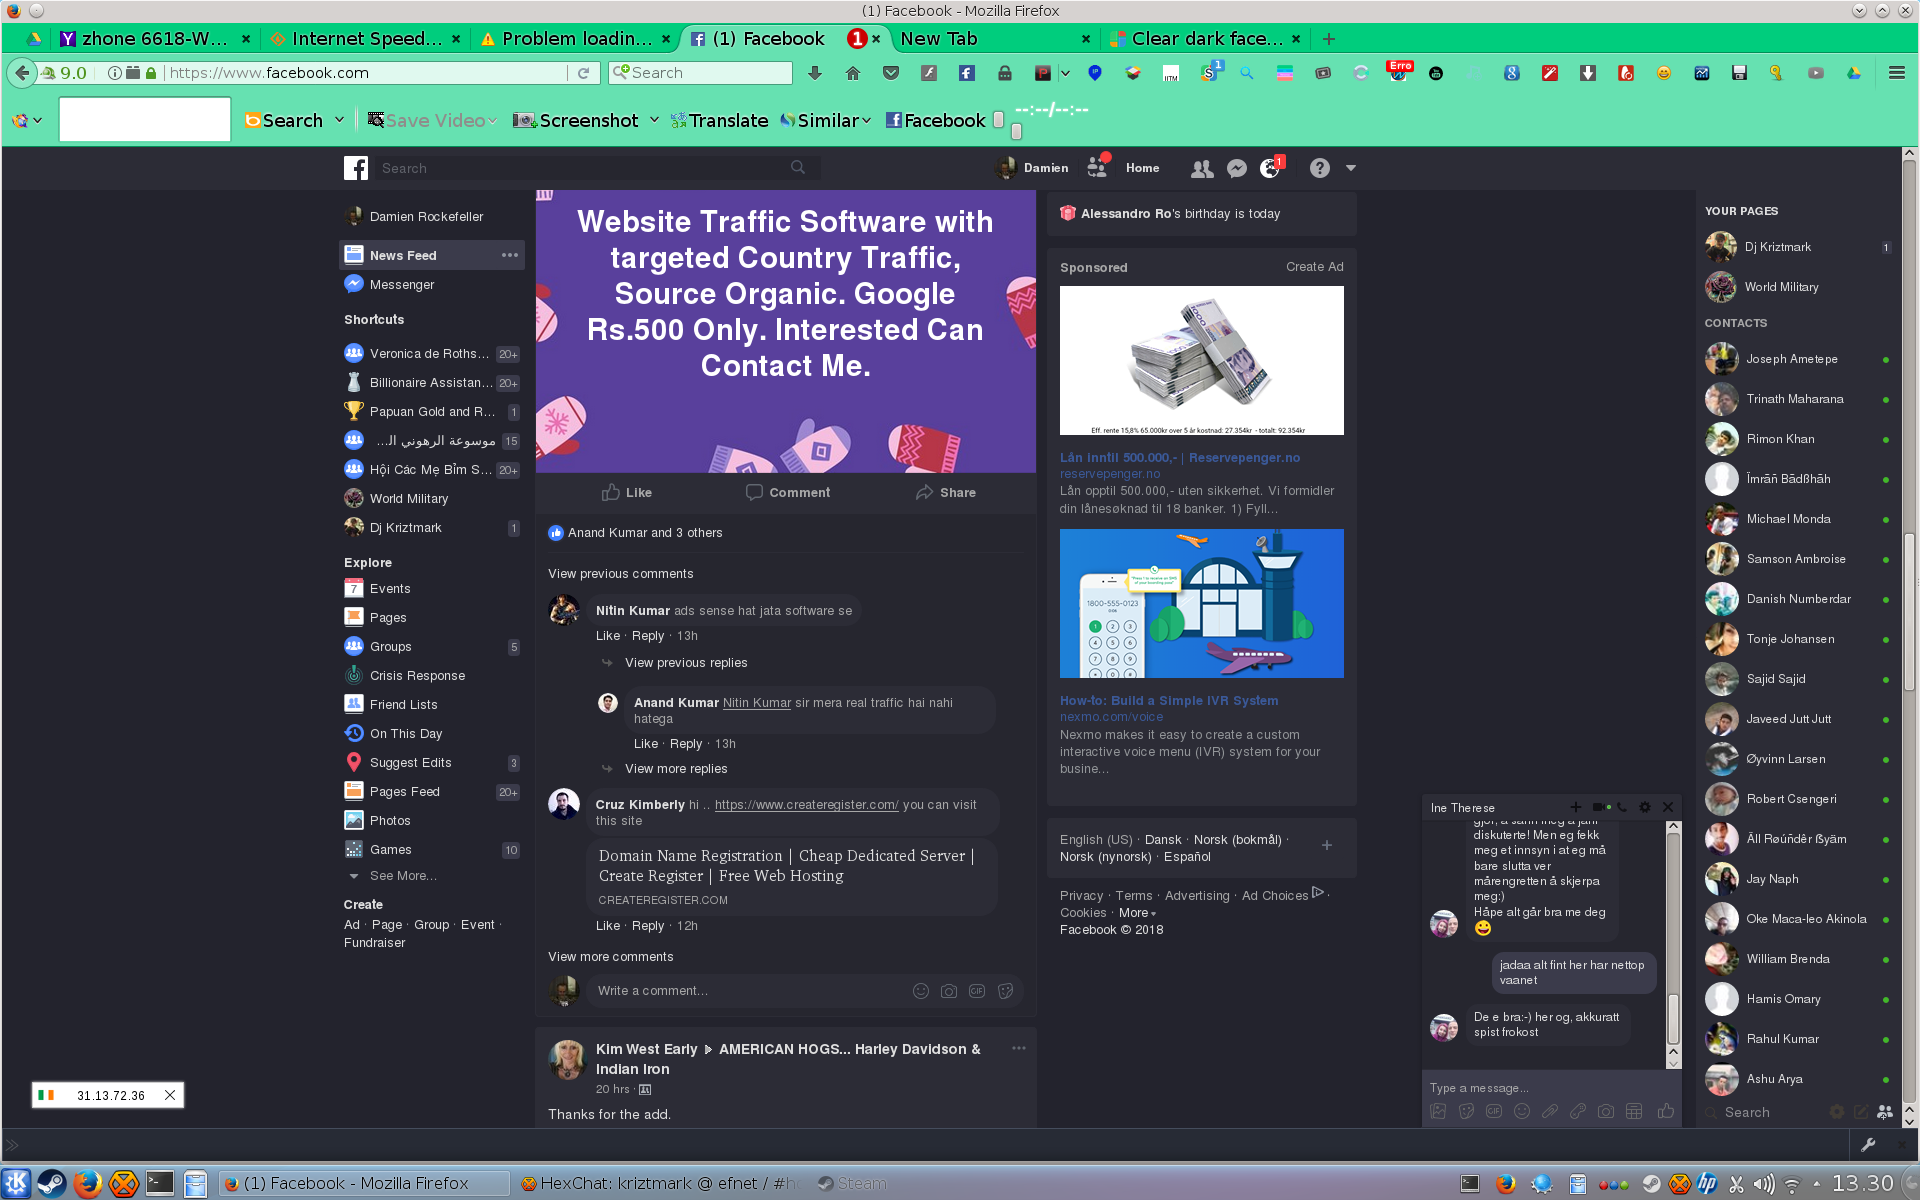 (1) Facebook - Mozilla Firefox
zhone 6618-W...
Internet Speed...
Problem loadin...
(1) Facebook
1
New Tab
Clear dark face...
9.0
https://www.facebook.com
Search
1
Erro
Search
Save Video
Screenshot
Translate
Similar
Facebook
--:--/--:--
Search
Damien
Home
1
Damien Rockefeller
News Feed
Messenger
Shortcuts
Veronica de Roths... 20+
Billionaire Assistan... 20+
Papuan Gold and R... 1
موسوعة الرهوني ال... 15
Hội Các Mẹ Bỉm S... 20+
World Military
Dj Kriztmark 1
Explore
7
Events
Pages
Groups 5
Crisis Response
Friend Lists
On This Day
Suggest Edits 3
Pages Feed 20+
Photos
Games 10
See More...
Create
Ad · Page · Group · Event ·
Fundraiser
31.13.72.36
Website Traffic Software with
targeted Country Traffic,
Source Organic. Google
Rs.500 Only. Interested Can
Contact Me.
Like
Comment
Share
Anand Kumar and 3 others
View previous comments
Nitin Kumar ads sense hat jata software se
Like · Reply · 13h
View previous replies
Anand Kumar Nitin Kumar sir mera real traffic hai nahi
hatega
Like · Reply · 13h
View more replies
Cruz Kimberly hi .. https://www.createregister.com/ you can visit
this site
Domain Name Registration | Cheap Dedicated Server |
Create Register | Free Web Hosting
CREATEREGISTER.COM
Like · Reply · 12h
View more comments
Write a comment...
GIF
Kim West Early ▶ AMERICAN HOGS... Harley Davidson &
Indian Iron
20 hrs ·
Thanks for the add.
Alessandro Ro's birthday is today
Sponsored
Create Ad
Eff. rente 15,8% 65.000kr over 5 år kostnad: 27.354kr - totalt: 92.354kr
Lån inntil 500.000,- | Reservepenger.no
reservepenger.no
Lån opptil 500.000,- uten sikkerhet. Vi formidler
din lånesøknad til 18 banker. 1) Fyll...
1800-555-0123
How-to: Build a Simple IVR System
nexmo.com/voice
Nexmo makes it easy to create a custom
interactive voice menu (IVR) system for your
busine...
English (US) · Dansk · Norsk (bokmål) ·
Norsk (nynorsk) · Español
Privacy · Terms · Advertising · Ad Choices ·
Cookies · More
Facebook © 2018
Ine Therese
diskuterte! Men eg fekk
meg et innsyn i at eg må
bare slutta ver
mårengretten å skjerpa
meg:)
Håpe alt går bra me deg
jadaa alt fint her har nettop
vaanet
De e bra:-) her og, akkuratt
spist frokost
Type a message...
GIF
YOUR PAGES
Dj Kriztmark 1
World Military
CONTACTS
Joseph Ametepe
Trinath Maharana
Rimon Khan
Îmrāñ Bādßhāh
Michael Monda
Samson Ambroise
Danish Numberdar
Tonje Johansen
Sajid Sajid
Javeed Jutt Jutt
Øyvinn Larsen
Robert Csengeri
Āll Røúñdêr ẞyäm
Jay Naph
Oke Maca-leo Akinola
William Brenda
Hamis Omary
Rahul Kumar
Ashu Arya
Search
(1) Facebook - Mozilla Firefox
HexChat: kriztmark @ efnet / #h
Steam
13.30